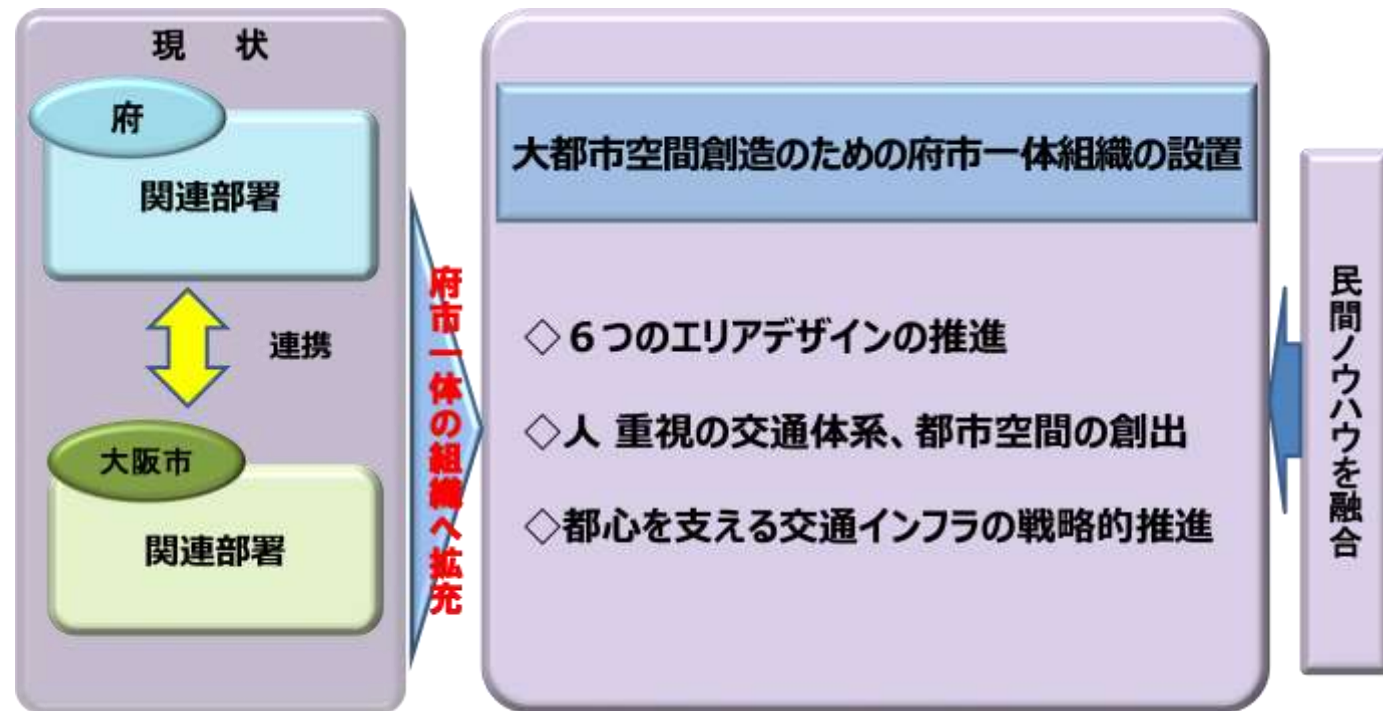 現　状
府
関連部署
連携
大阪市
関連部署
府市一体の組織へ拡充
大都市空間創造のための府市一体組織の設置
◇６つのエリアデザインの推進
◇人 重視の交通体系、都市空間の創出
◇都心を支える交通インフラの戦略的推進
民間ノウハウを融合